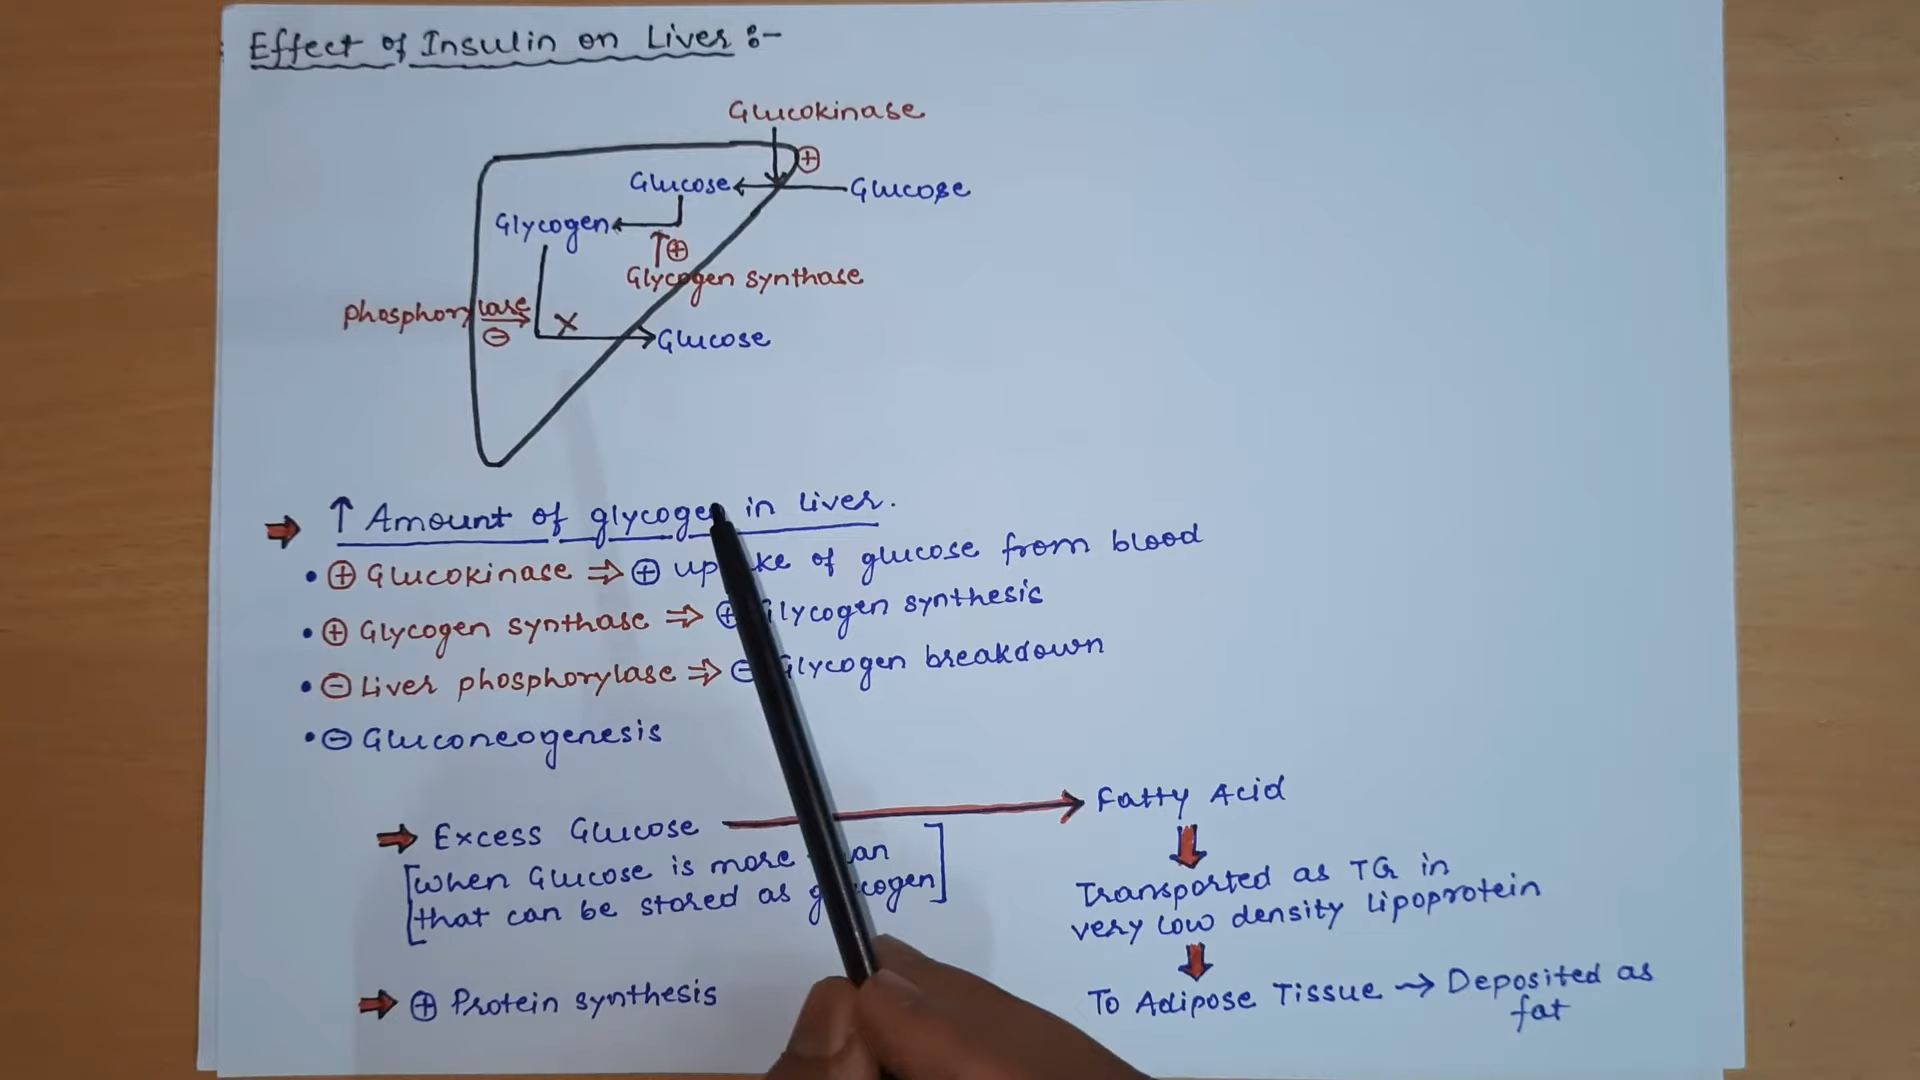 Effect of Insulin on Liver :-
Glucokinase
⊕
Glucose ← Glucose
Glycogen ←
↑⊕
Glycogen synthase
phosphorylase
⊖ X
→ Glucose
↑ Amount of glycogen in Liver.
• ⊕ Glucokinase ⇒ ⊕ up ke of glucose from blood
• ⊕ Glycogen synthase ⇒ ⊕ Glycogen synthesis
• ⊖ Liver phosphorylase ⇒ ⊖ Glycogen breakdown
• ⊖ Gluconeogenesis
→ Excess Glucose → Fatty Acid
[when Glucose is more than
that can be stored as glycogen]
↓
Transported as TG in
very low density lipoprotein
↓
To Adipose Tissue → Deposited as
fat
→ ⊕ Protein synthesis